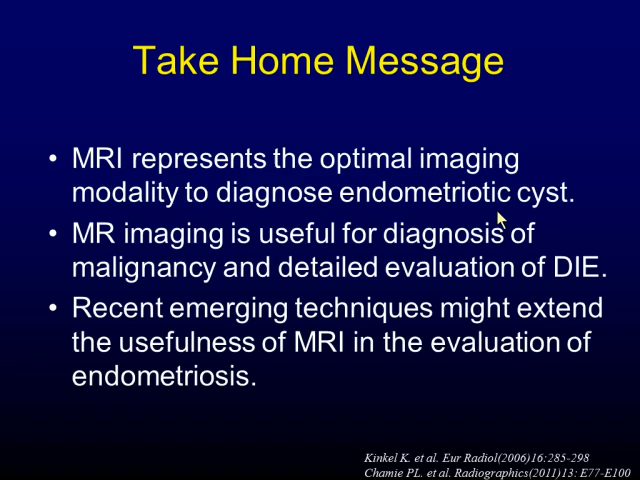 Take Home Message
• MRI represents the optimal imaging
modality to diagnose endometriotic cyst.
• MR imaging is useful for diagnosis of
malignancy and detailed evaluation of DIE.
• Recent emerging techniques might extend
the usefulness of MRI in the evaluation of
endometriosis.
Kinkel K. et al. Eur Radiol(2006)16:285-298
Chamie PL. et al. Radiographics(2011)13: E77-E100